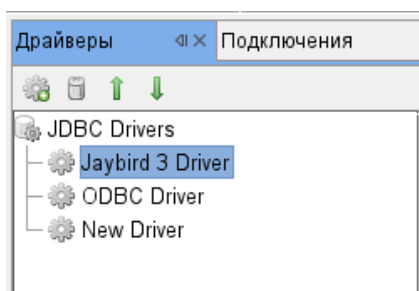 Драйверы Подключения
JDBC Drivers
Jaybird 3 Driver
ODBC Driver
New Driver